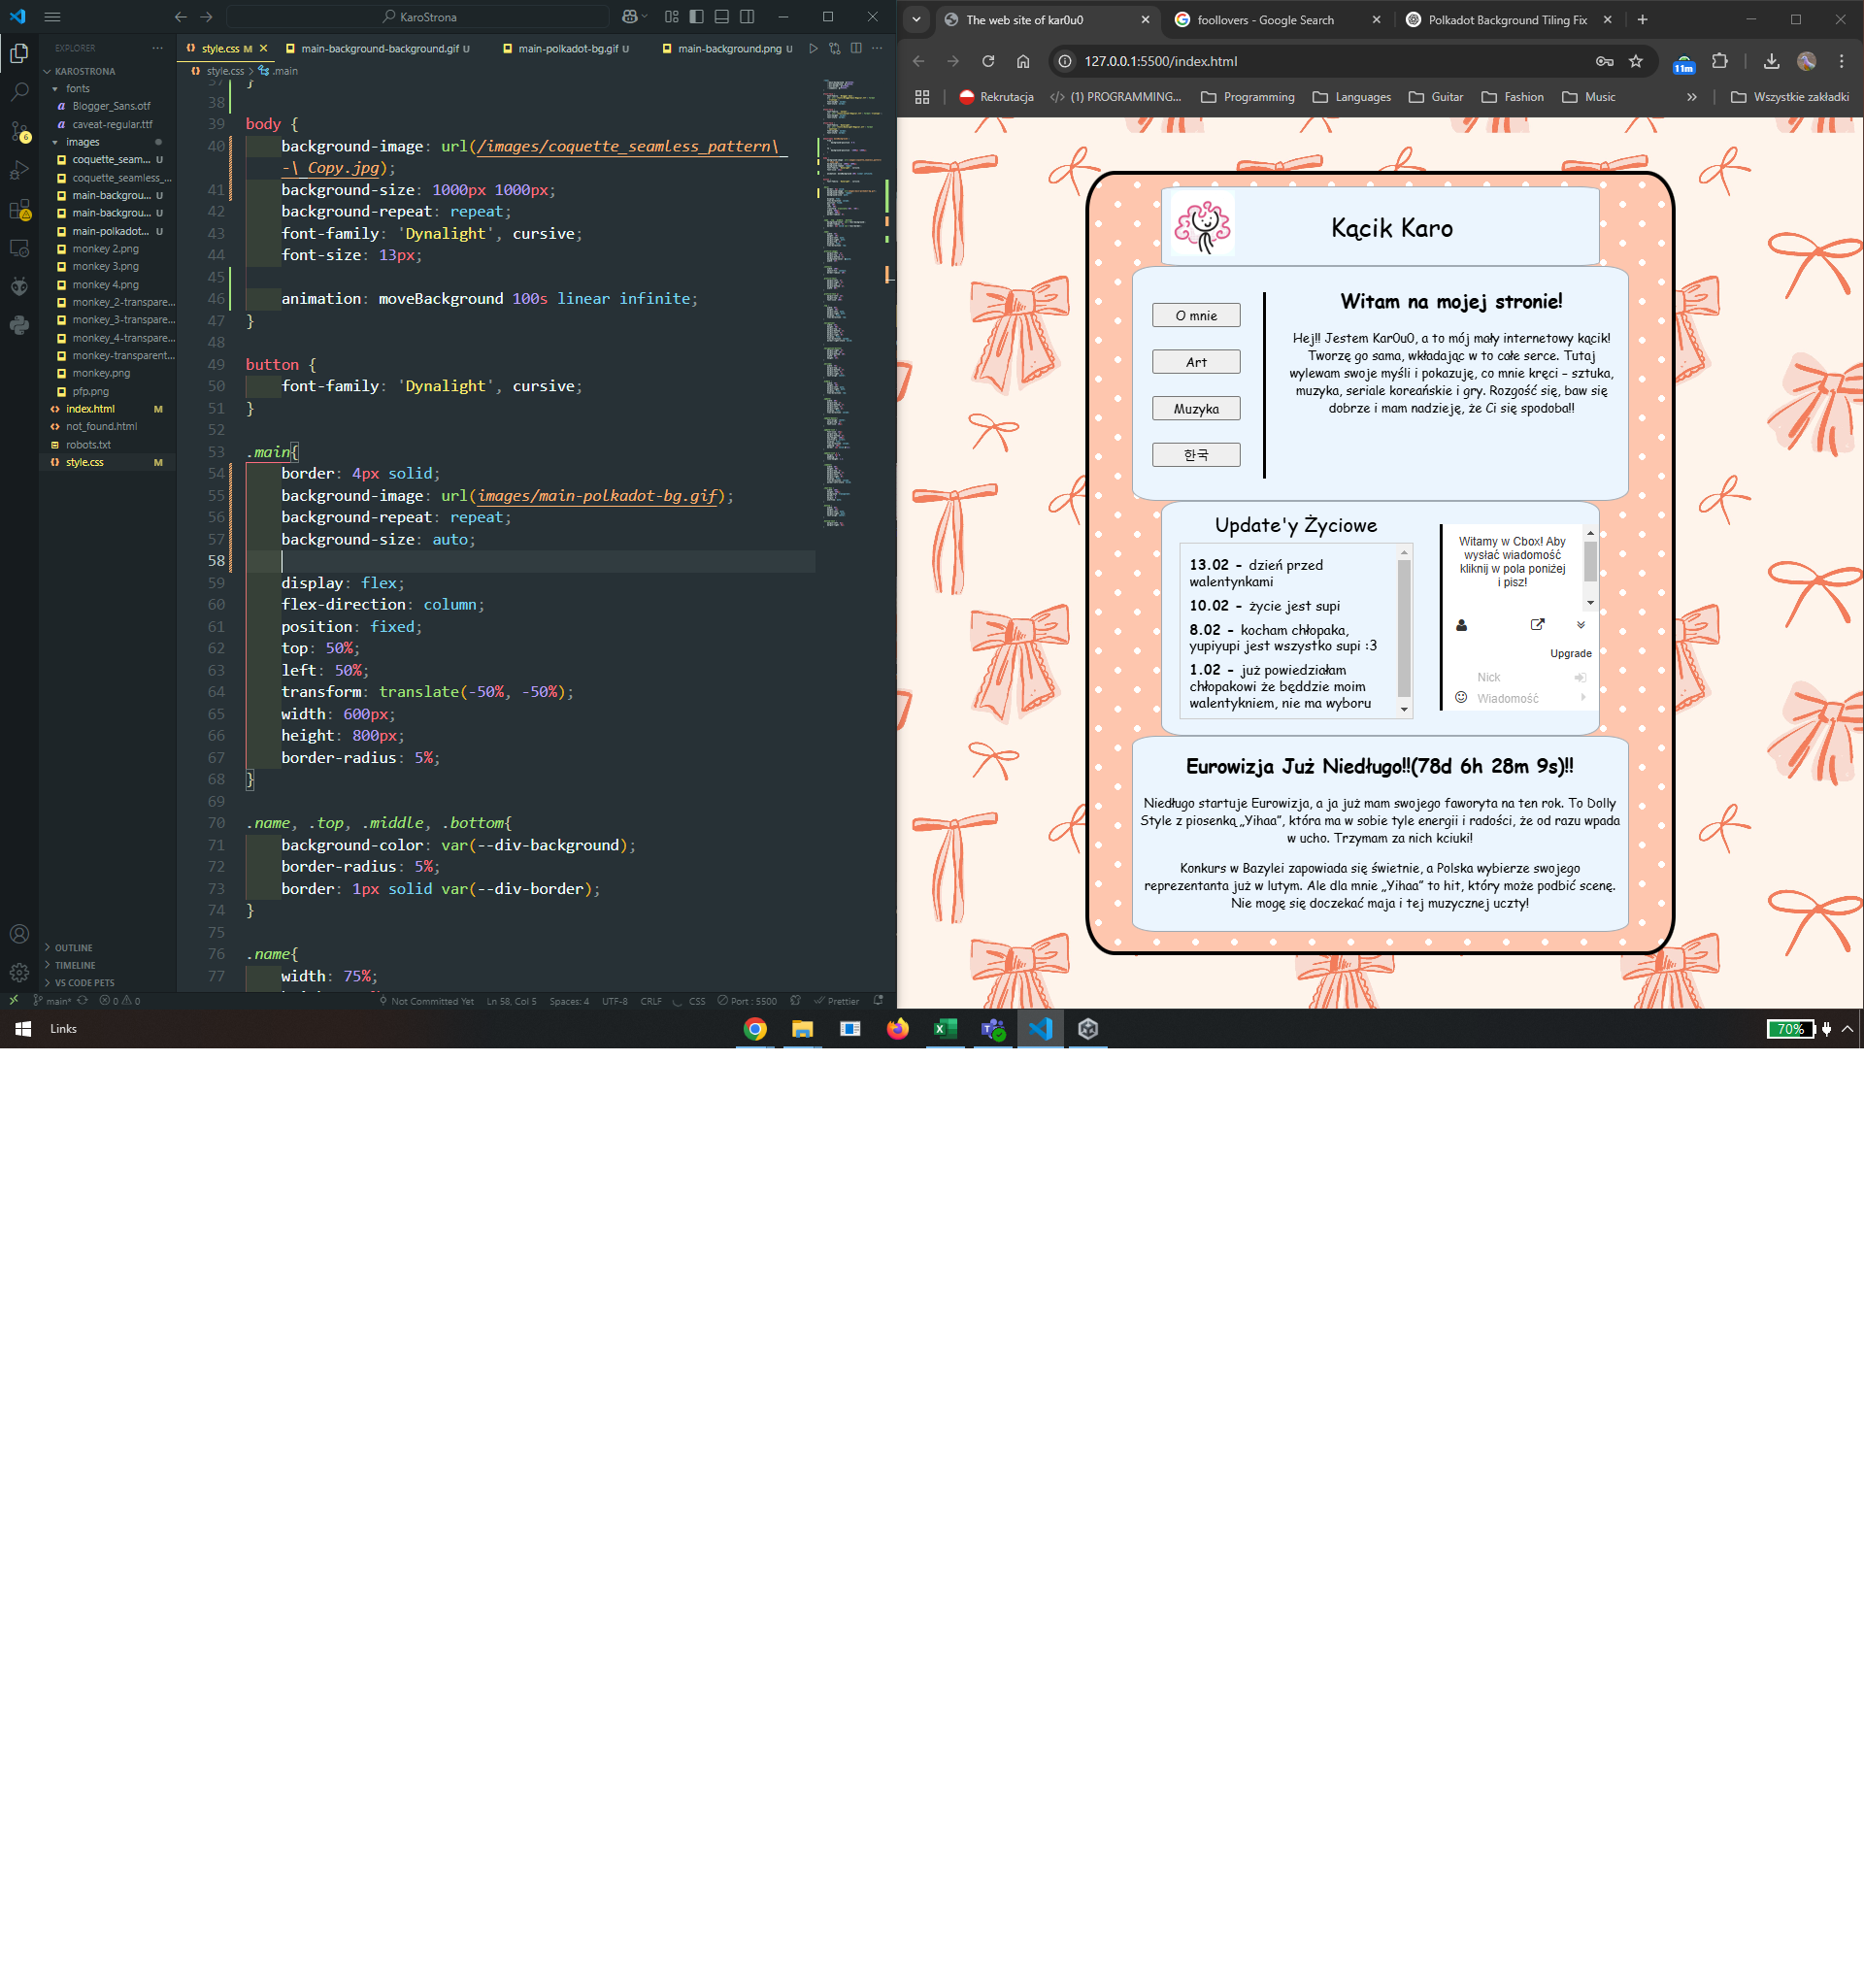 KaroStrona
EXPLORER
KAROSTRONA
fonts
Blogger_Sans.otf
caveat-regular.ttf
images
coquette_seam... U
coquette_seamless_...
main-backgrou... U
main-backgrou... U
main-polkadot... U
monkey 2.png
monkey 3.png
monkey 4.png
monkey_2-transpare...
monkey_3-transpare...
monkey_4-transpare...
monkey-transparent...
monkey.png
pfp.png
index.html M
not_found.html
robots.txt
style.css M
OUTLINE
TIMELINE
VS CODE PETS
6
style.css M
main-background-background.gif U
main-polkadot-bg.gif U
main-background.png U
style.css > .main
37 }
38
39 body {
40 background-image: url(/images/coquette_seamless_pattern\
-\ Copy.jpg);
41 background-size: 1000px 1000px;
42 background-repeat: repeat;
43 font-family: 'Dynalight', cursive;
44 font-size: 13px;
45
46 animation: moveBackground 100s linear infinite;
47 }
48
49 button {
50 font-family: 'Dynalight', cursive;
51 }
52
53 .main{
54 border: 4px solid;
55 background-image: url(images/main-polkadot-bg.gif);
56 background-repeat: repeat;
57 background-size: auto;
58
59 display: flex;
60 flex-direction: column;
61 position: fixed;
62 top: 50%;
63 left: 50%;
64 transform: translate(-50%, -50%);
65 width: 600px;
66 height: 800px;
67 border-radius: 5%;
68 }
69
70 .name, .top, .middle, .bottom{
71 background-color: var(--div-background);
72 border-radius: 5%;
73 border: 1px solid var(--div-border);
74 }
75
76 .name{
77 width: 75%;
main* 0 0 Not Committed Yet Ln 58, Col 5 Spaces: 4 UTF-8 CRLF CSS Port : 5500 Prettier
The web site of kar0u0
foollovers - Google Search
Polkadot Background Tiling Fix
127.0.0.1:5500/index.html
11m
Rekrutacja
(1) PROGRAMMING...
Programming
Languages
Guitar
Fashion
Music
Wszystkie zakładki
Kącik Karo
O mnie
Art
Muzyka
한국
Witam na mojej stronie!
Hej!! Jestem Kar0u0, a to mój mały internetowy kącik!
Tworzę go sama, wkładając w to całe serce. Tutaj
wylewam swoje myśli i pokazuję, co mnie kręci – sztuka,
muzyka, seriale koreańskie i gry. Rozgość się, baw się
dobrze i mam nadzieję, że Ci się spodoba!!
Update'y Życiowe
13.02 - dzień przed
walentynkami
10.02 - życie jest supi
8.02 - kocham chłopaka,
yupiyupi jest wszystko supi :3
1.02 - już powiedziałam
chłopakowi że będdzie moim
walentykniem, nie ma wyboru
Witamy w Cbox! Aby
wysłać wiadomość
kliknij w pola poniżej
i pisz!
Upgrade
Nick
Wiadomość
Eurowizja Już Niedługo!!(78d 6h 28m 9s)!!
Niedługo startuje Eurowizja, a ja już mam swojego faworyta na ten rok. To Dolly
Style z piosenką „Yihaa”, która ma w sobie tyle energii i radości, że od razu wpada
w ucho. Trzymam za nich kciuki!
Konkurs w Bazylei zapowiada się świetnie, a Polska wybierze swojego
reprezentanta już w lutym. Ale dla mnie „Yihaa” to hit, który może podbić scenę.
Nie mogę się doczekać maja i tej muzycznej uczty!
Links
70%